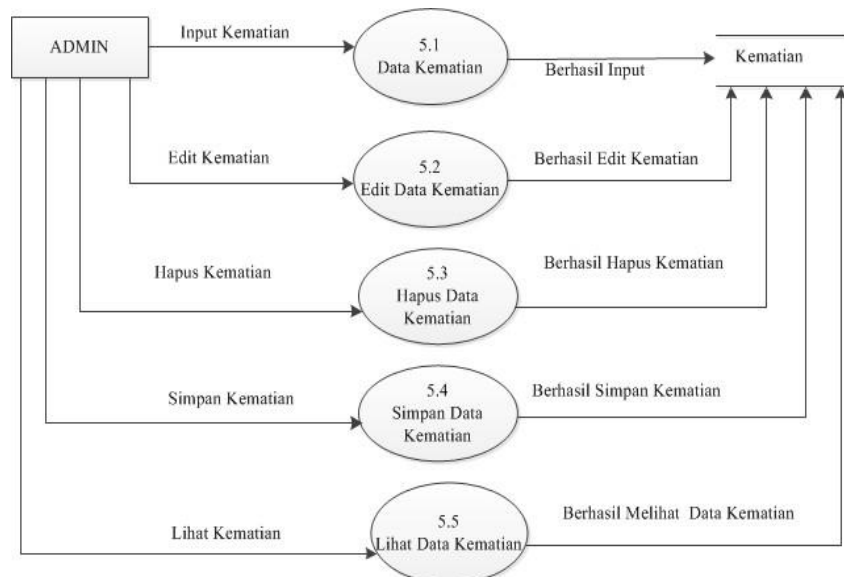 ADMIN
Input Kematian
5.1
Data Kematian
Berhasil Input
Kematian
Edit Kematian
5.2
Edit Data Kematian
Berhasil Edit Kematian
Hapus Kematian
5.3
Hapus Data
Kematian
Berhasil Hapus Kematian
Simpan Kematian
5.4
Simpan Data
Kematian
Berhasil Simpan Kematian
Lihat Kematian
5.5
Lihat Data Kematian
Berhasil Melihat Data Kematian